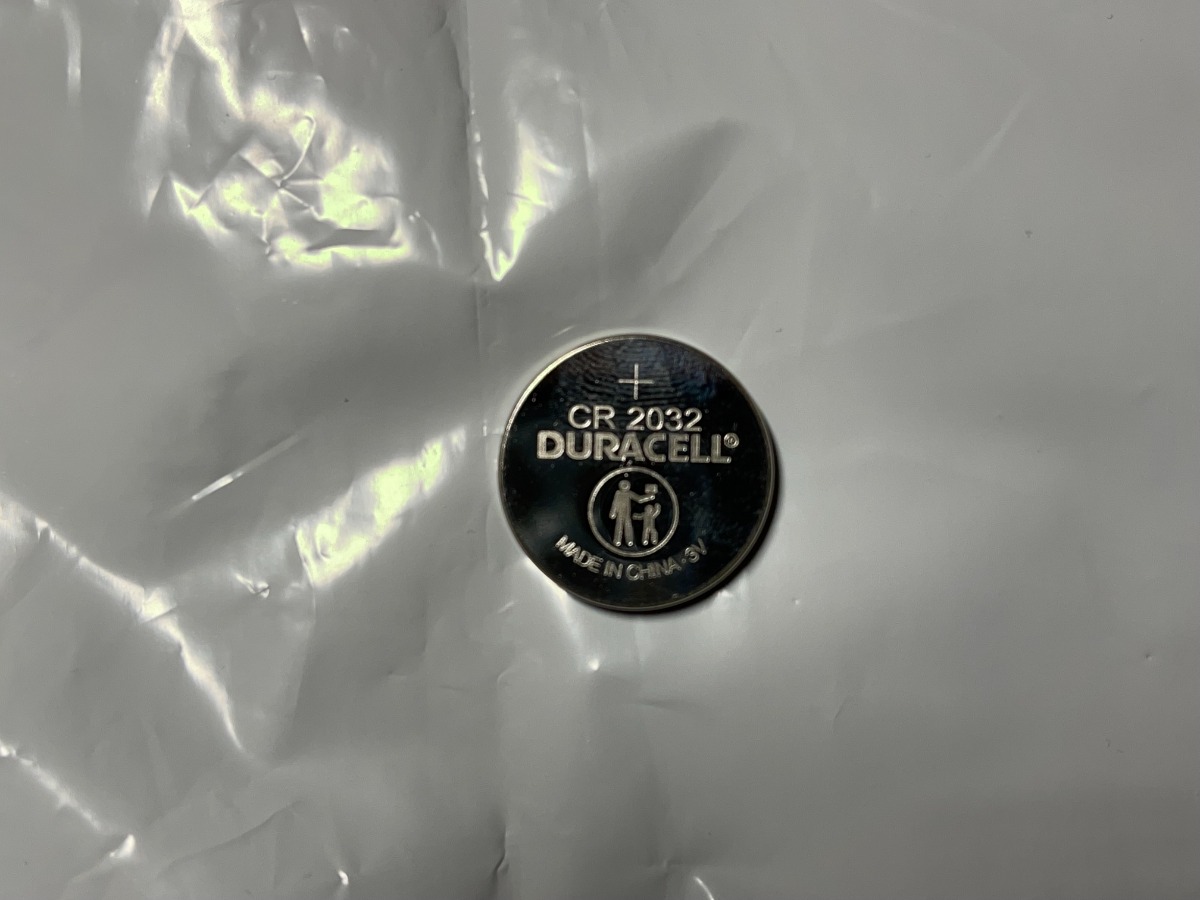 +
CR 2032
DURACELL®
MADE IN CHINA • 3V